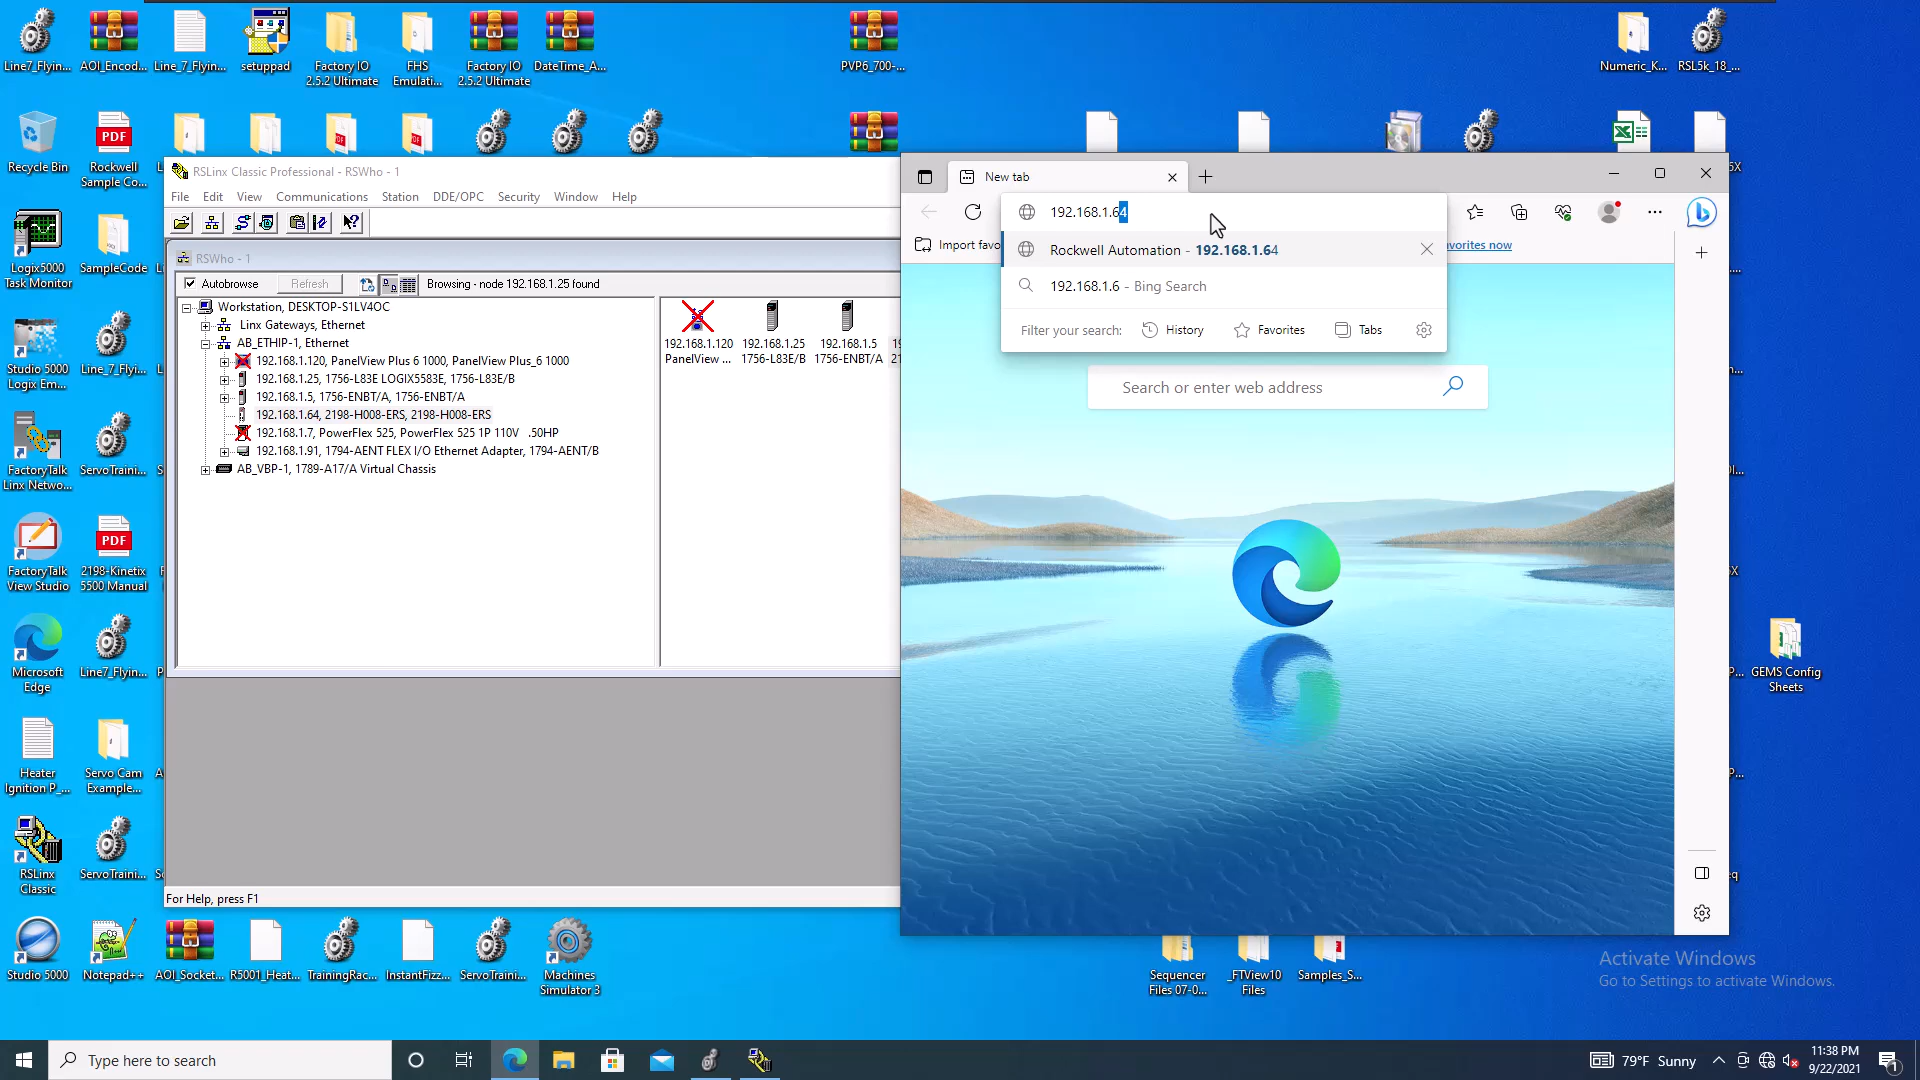 Line7_Flyin...
AOI_Encod...
Line_7_Flyin...
setuppad
Factory IO
2.5.2 Ultimate
FHS
Emulati...
Factory IO
2.5.2 Ultimate
DateTime_A...
PVP6_700-...
Numeric_K...
RSL5k_18_...
Recycle Bin
PDF
Rockwell
Sample Co...
RSLinx Classic Professional - RSWho - 1
File Edit View Communications Station DDE/OPC Security Window Help
RSWho - 1
Autobrowse
Refresh
Browsing - node 192.168.1.25 found
Workstation, DESKTOP-S1LV4OC
Linx Gateways, Ethernet
AB_ETHIP-1, Ethernet
192.168.1.120, PanelView Plus 6 1000, PanelView Plus_6 1000
192.168.1.25, 1756-L83E LOGIX5583E, 1756-L83E/B
192.168.1.5, 1756-ENBT/A, 1756-ENBT/A
192.168.1.64, 2198-H008-ERS, 2198-H008-ERS
192.168.1.7, PowerFlex 525, PowerFlex 525 1P 110V .50HP
192.168.1.91, 1794-AENT FLEX I/O Ethernet Adapter, 1794-AENT/B
AB_VBP-1, 1789-A17/A Virtual Chassis
192.168.1.120
PanelView ...
192.168.1.25
1756-L83E/B
192.168.1.5
1756-ENBT/A
For Help, press F1
New tab
192.168.1.64
Import favo
avorites now
Rockwell Automation - 192.168.1.64
192.168.1.6 - Bing Search
Filter your search:
History
Favorites
Tabs
Search or enter web address
Logix5000
Task Monitor
SampleCode
Studio 5000
Logix Em...
Line_7_Flyi...
FactoryTalk
Linx Netwo...
ServoTraini...
FactoryTalk
View Studio
PDF
2198-Kinetix
5500 Manual
Microsoft
Edge
Line7_Flyin...
Heater
Ignition P_...
Servo Cam
Example...
RSLinx
Classic
ServoTraini...
Studio 5000
Notepad++
AOI_Socket...
R5001_Heat...
TrainingRac...
InstantFizz...
ServoTraini...
Machines
Simulator 3
Sequencer
Files 07-0...
_FTView10
Files
Samples_S...
GEMS Config
Sheets
Activate Windows
Go to Settings to activate Windows.
Type here to search
79°F Sunny
11:38 PM
9/22/2021
1